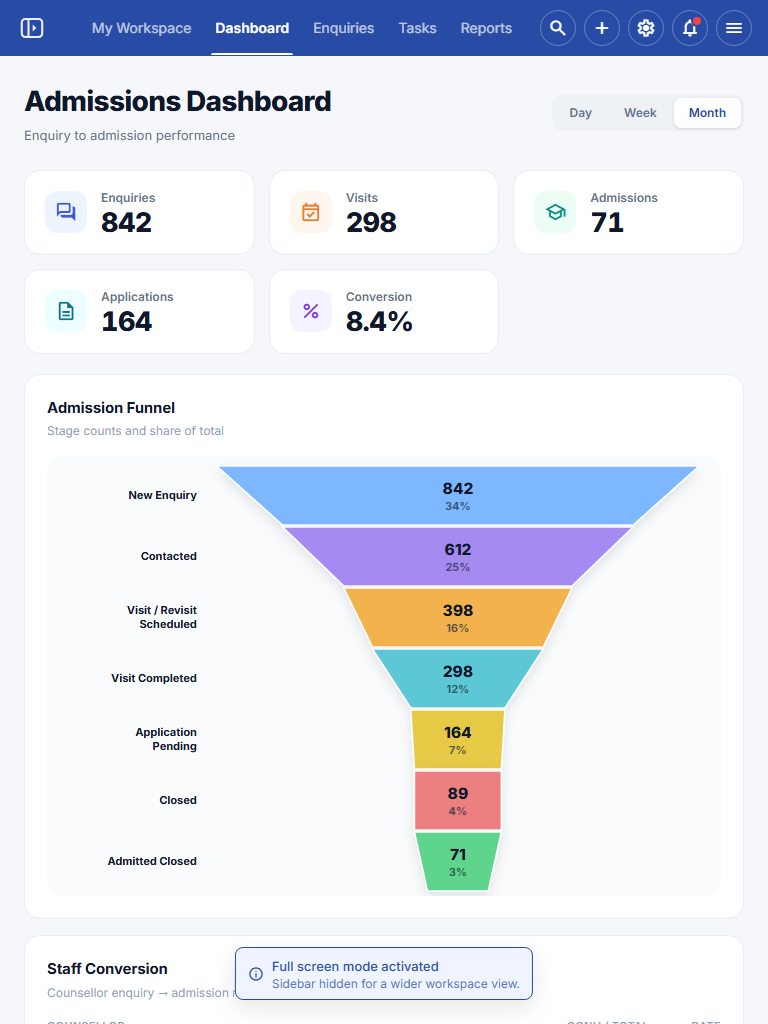 My Workspace
Dashboard
Enquiries
Tasks
Reports
Admissions Dashboard
Enquiry to admission performance
Day
Week
Month
Enquiries
842
Visits
298
Admissions
71
Applications
164
Conversion
8.4%
Admission Funnel
Stage counts and share of total
New Enquiry
842
34%
Contacted
612
25%
Visit / Revisit
Scheduled
398
16%
Visit Completed
298
12%
Application
Pending
164
7%
Closed
89
4%
Admitted Closed
71
3%
Staff Conversion
Counsellor enquiry → admission
Full screen mode activated
Sidebar hidden for a wider workspace view.
COUNSELLOR
CONV / TOTAL
RATE